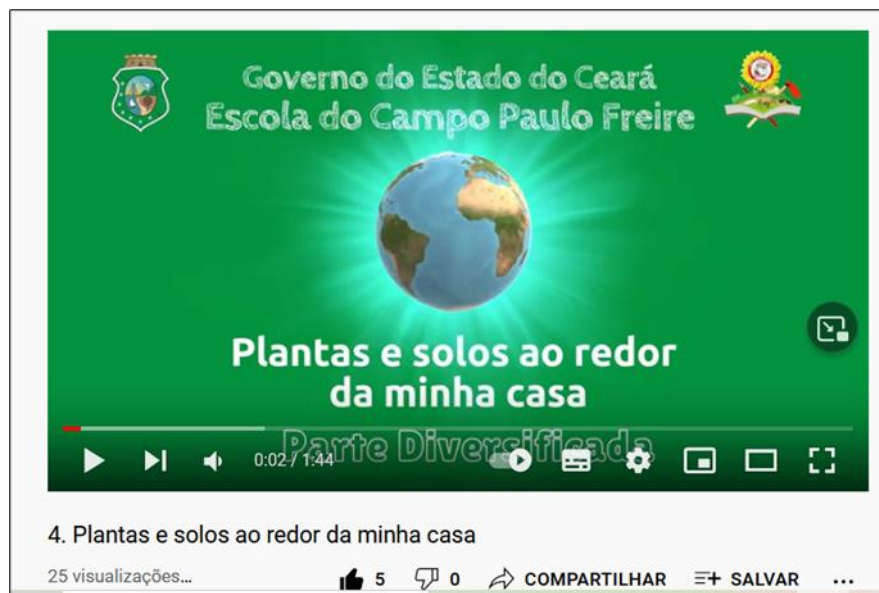 Governo do Estado do Ceará
Escola do Campo Paulo Freire
Plantas e solos ao redor
da minha casa
Parte Diversificada
0:02 / 1:44
4. Plantas e solos ao redor da minha casa
25 visualizações... 5 0 COMPARTILHAR SALVAR ...